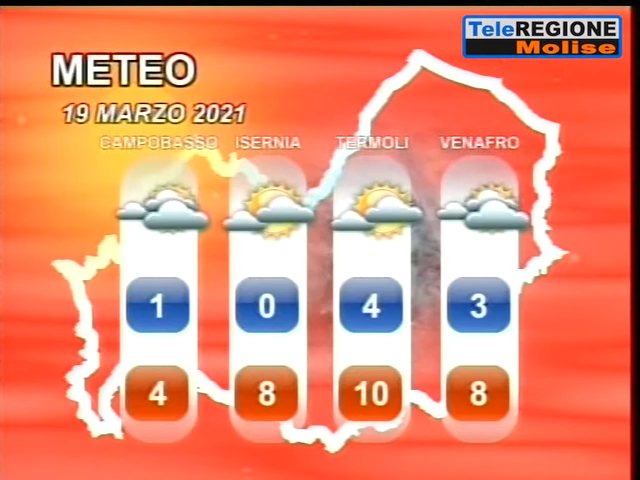 TeleREGIONE
Molise
METEO
19 MARZO 2021
CAMPOBASSO ISERNIA TERMOLI VENAFRO
1 0 4 3
4 8 10 8